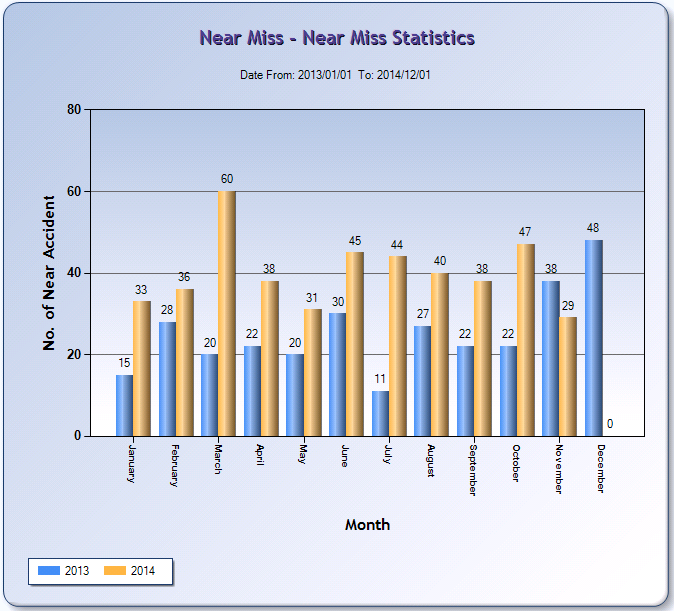 Near Miss - Near Miss Statistics
Date From: 2013/01/01 To: 2014/12/01
No. of Near Accident
80
60
40
20
0
15
33
28
36
20
60
22
38
20
31
30
45
11
44
27
40
22
38
22
47
38
29
48
0
January
February
March
April
May
June
July
August
September
October
November
December
Month
2013
2014